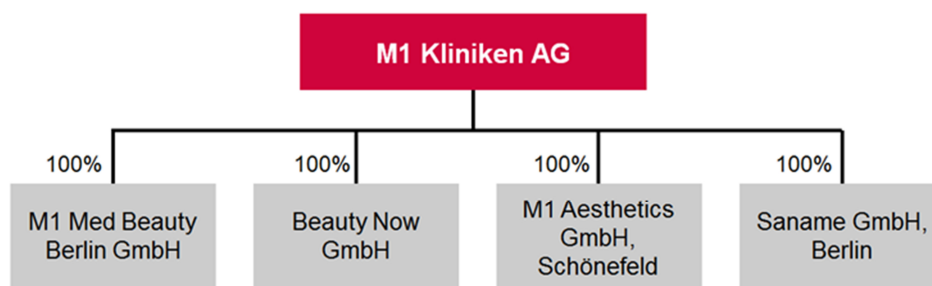 M1 Kliniken AG
100%
100%
100%
100%
M1 Med Beauty
Berlin GmbH
Beauty Now
GmbH
M1 Aesthetics
GmbH,
Schönefeld
Saname GmbH,
Berlin